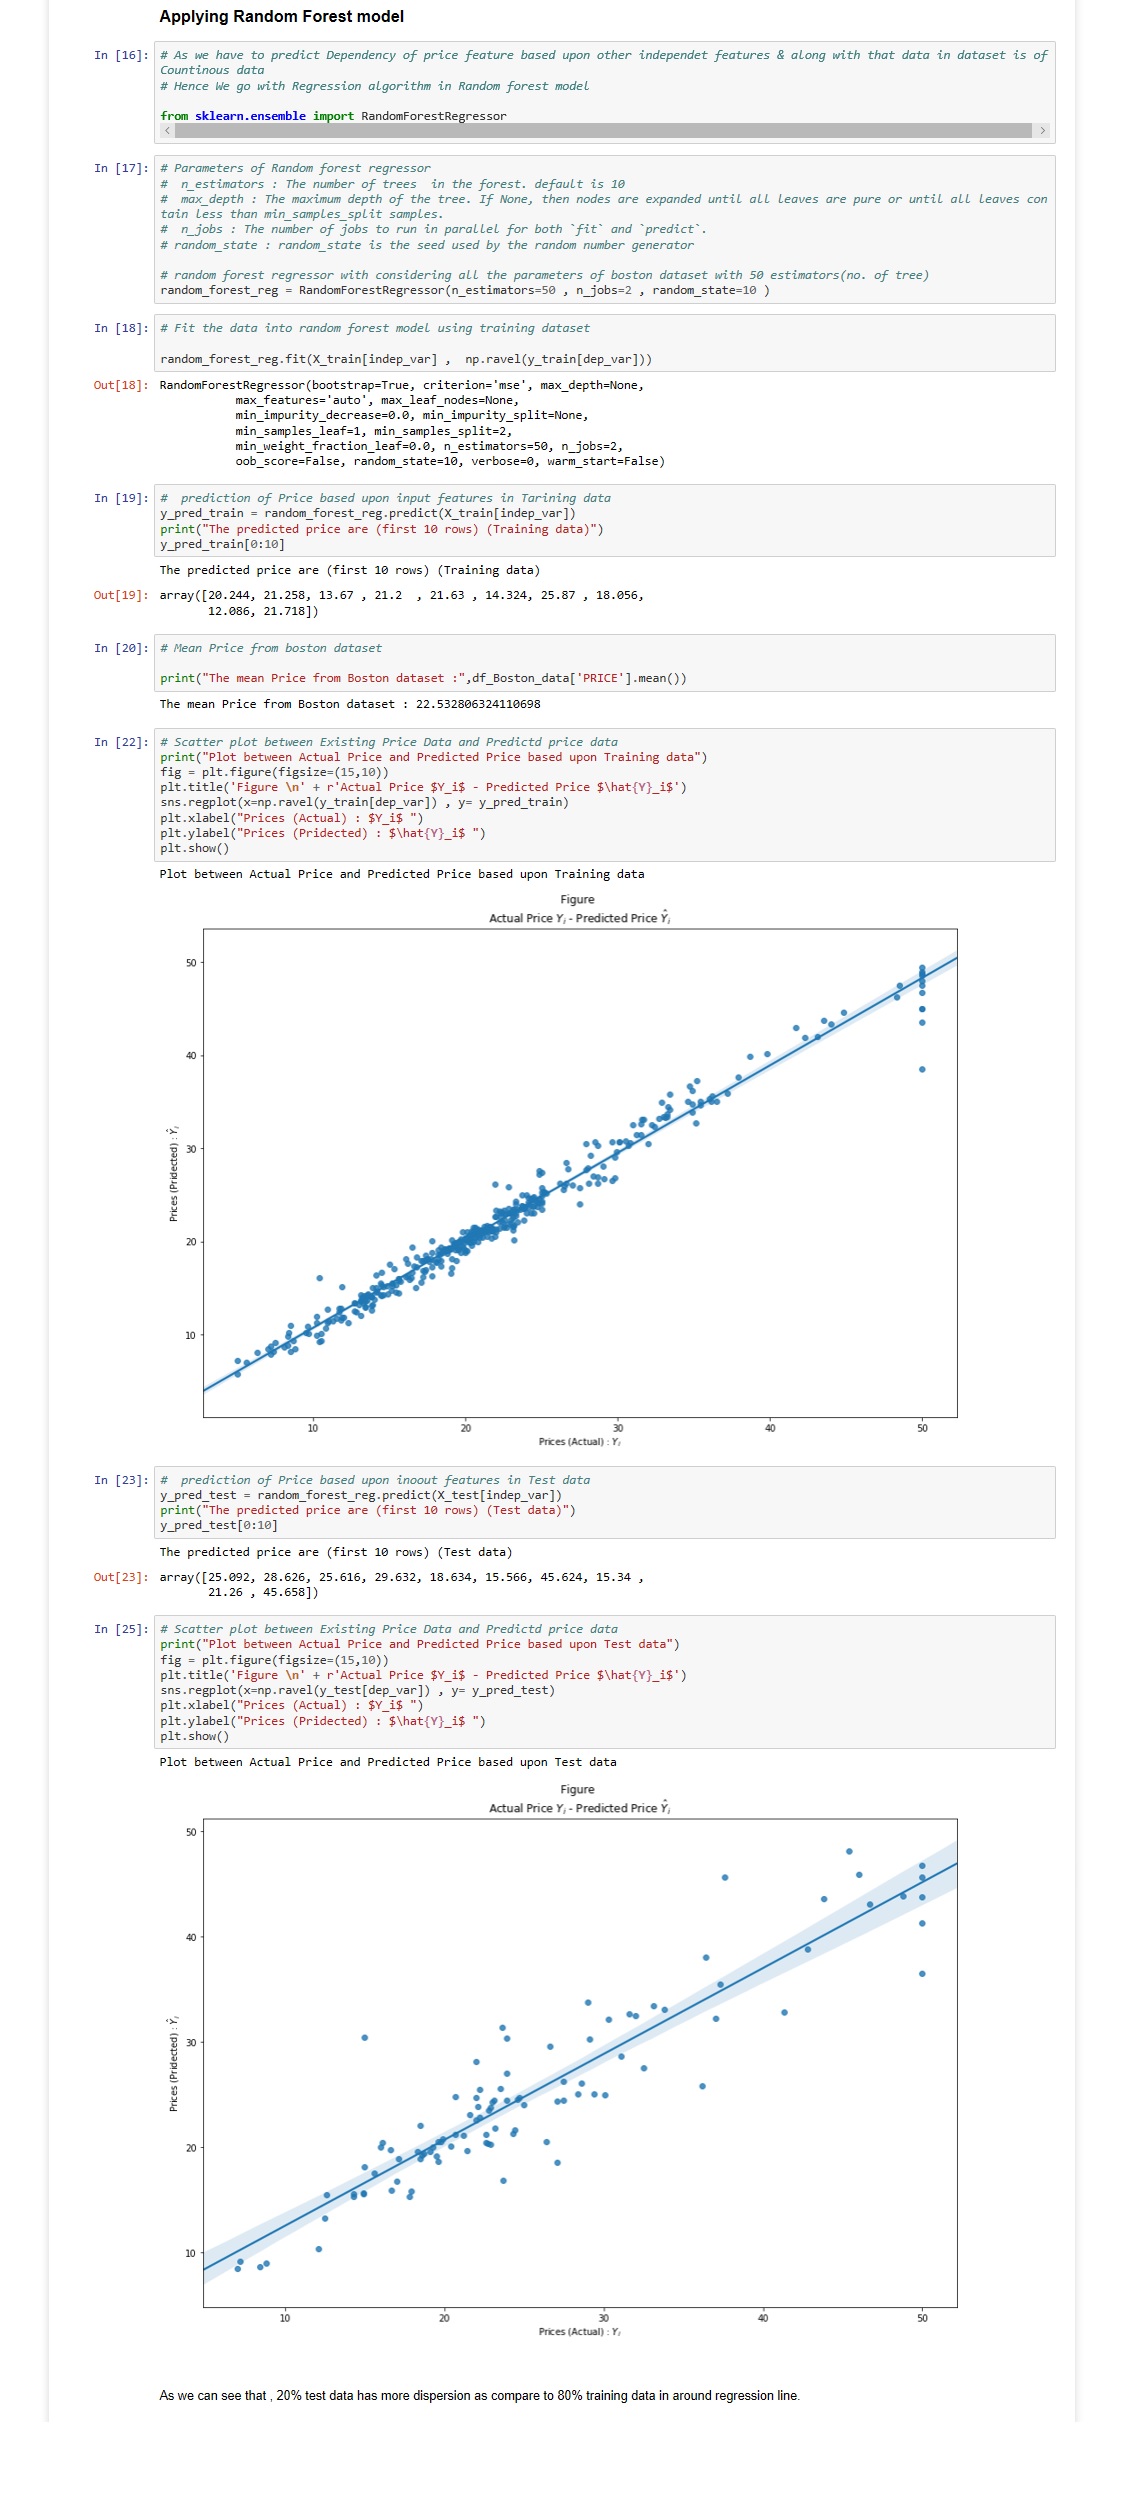 Applying Random Forest model
In [16]:
# As we have to predict Dependency of price feature based upon other independet features & along with that data in dataset is of
Countinous data
# Hence We go with Regression algorithm in Random forest model
from sklearn.ensemble import RandomForestRegressor
In [17]:
# Parameters of Random forest regressor
#  n_estimators : The number of trees  in the forest. default is 10
#  max_depth : The maximum depth of the tree. If None, then nodes are expanded until all leaves are pure or until all leaves con
tain less than min_samples_split samples.
#  n_jobs : The number of jobs to run in parallel for both `fit` and `predict`.
# random_state : random_state is the seed used by the random number generator
# random forest regressor with considering all the parameters of boston dataset with 50 estimators(no. of tree)
random_forest_reg = RandomForestRegressor(n_estimators=50 , n_jobs=2 , random_state=10 )
In [18]:
# Fit the data into random forest model using training dataset
random_forest_reg.fit(X_train[indep_var] ,  np.ravel(y_train[dep_var]))
Out[18]:
RandomForestRegressor(bootstrap=True, criterion='mse', max_depth=None,
max_features='auto', max_leaf_nodes=None,
min_impurity_decrease=0.0, min_impurity_split=None,
min_samples_leaf=1, min_samples_split=2,
min_weight_fraction_leaf=0.0, n_estimators=50, n_jobs=2,
oob_score=False, random_state=10, verbose=0, warm_start=False)
In [19]:
#  prediction of Price based upon input features in Tarining data
y_pred_train = random_forest_reg.predict(X_train[indep_var])
print("The predicted price are (first 10 rows) (Training data)")
y_pred_train[0:10]
The predicted price are (first 10 rows) (Training data)
Out[19]:
array([20.244, 21.258, 13.67 , 21.2  , 21.63 , 14.324, 25.87 , 18.056,
12.086, 21.718])
In [20]:
# Mean Price from boston dataset
print("The mean Price from Boston dataset :",df_Boston_data['PRICE'].mean())
The mean Price from Boston dataset : 22.532806324110698
In [22]:
# Scatter plot between Existing Price Data and Predictd price data
print("Plot between Actual Price and Predicted Price based upon Training data")
fig = plt.figure(figsize=(15,10))
plt.title('Figure \n' + r'Actual Price $Y_i$ - Predicted Price $\hat{Y}_i$')
sns.regplot(x=np.ravel(y_train[dep_var]) , y= y_pred_train)
plt.xlabel("Prices (Actual) : $Y_i$ ")
plt.ylabel("Prices (Pridected) : $\hat{Y}_i$ ")
plt.show()
Plot between Actual Price and Predicted Price based upon Training data
Figure
Actual Price Yᵢ - Predicted Price Ŷᵢ
50
40
30
20
10
Prices (Pridected) : Ŷᵢ
10 20 30 40 50
Prices (Actual) : Yᵢ
In [23]:
#  prediction of Price based upon inoout features in Test data
y_pred_test = random_forest_reg.predict(X_test[indep_var])
print("The predicted price are (first 10 rows) (Test data)")
y_pred_test[0:10]
The predicted price are (first 10 rows) (Test data)
Out[23]:
array([25.092, 28.626, 25.616, 29.632, 18.634, 15.566, 45.624, 15.34 ,
21.26 , 45.658])
In [25]:
# Scatter plot between Existing Price Data and Predictd price data
print("Plot between Actual Price and Predicted Price based upon Test data")
fig = plt.figure(figsize=(15,10))
plt.title('Figure \n' + r'Actual Price $Y_i$ - Predicted Price $\hat{Y}_i$')
sns.regplot(x=np.ravel(y_test[dep_var]) , y= y_pred_test)
plt.xlabel("Prices (Actual) : $Y_i$ ")
plt.ylabel("Prices (Pridected) : $\hat{Y}_i$ ")
plt.show()
Plot between Actual Price and Predicted Price based upon Test data
Figure
Actual Price Yᵢ - Predicted Price Ŷᵢ
50
40
30
20
10
Prices (Pridected) : Ŷᵢ
10 20 30 40 50
Prices (Actual) : Yᵢ
As we can see that , 20% test data has more dispersion as compare to 80% training data in around regression line.